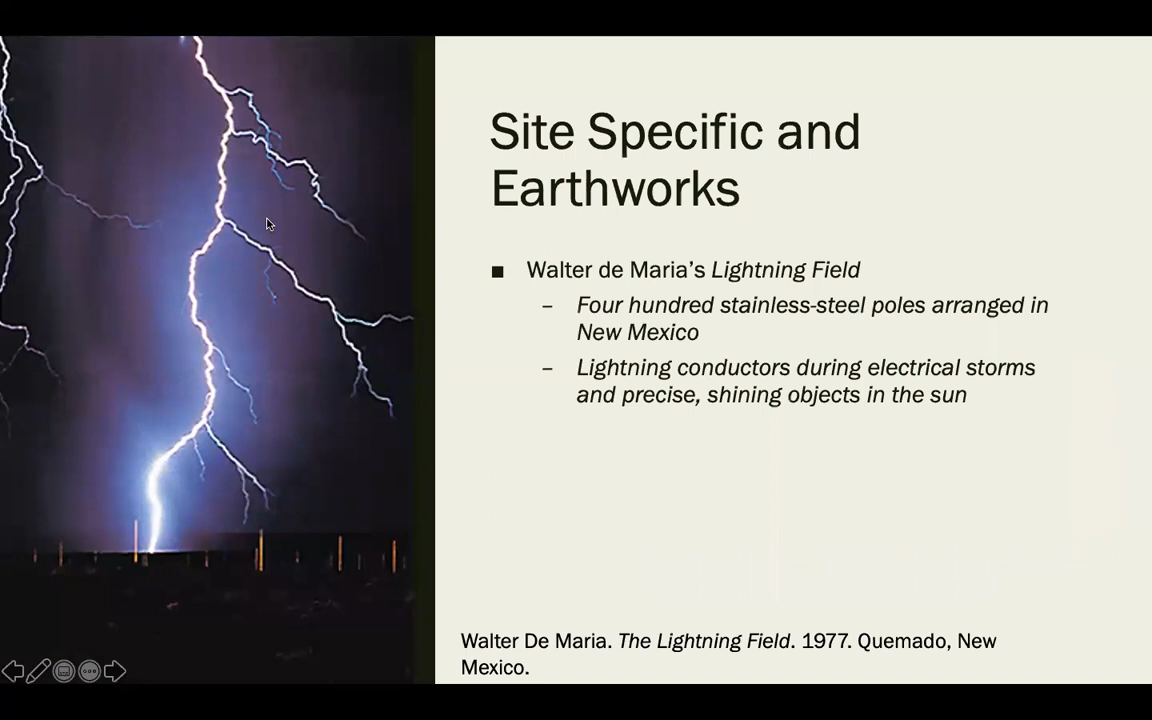 Site Specific and
Earthworks
■ Walter de Maria’s Lightning Field
– Four hundred stainless-steel poles arranged in
New Mexico
– Lightning conductors during electrical storms
and precise, shining objects in the sun
Walter De Maria. The Lightning Field. 1977. Quemado, New
Mexico.